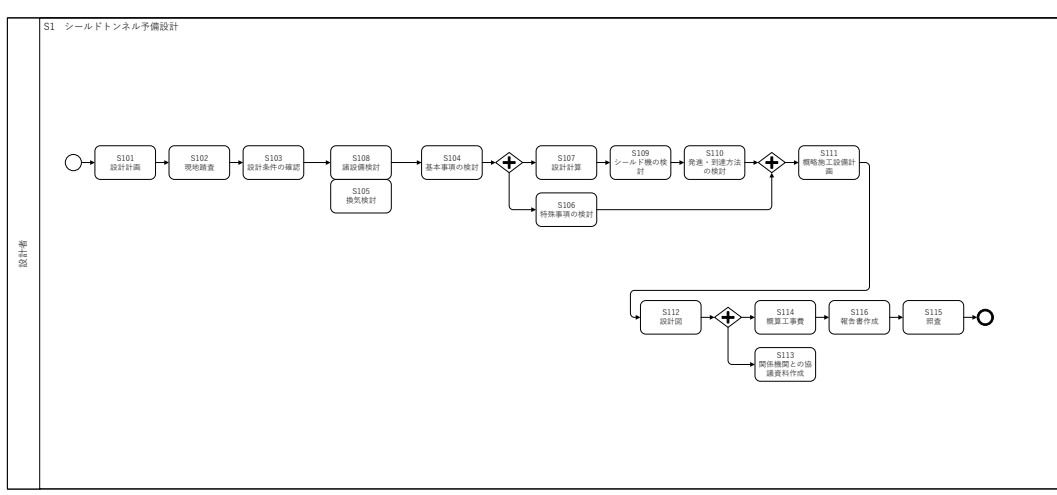 S1 シールドトンネル予備設計
設計者
S101
設計計画
S102
現地踏査
S103
設計条件の確認
S108
諸設備検討
S105
換気検討
S104
基本事項の検討
S107
設計計算
S109
シールド機の検
討
S110
発進・到達方法
の検討
S106
特殊事項の検討
S111
概略施工設備計
画
S112
設計図
S114
概算工事費
S116
報告書作成
S115
照査
S113
関係機関との協
議資料作成